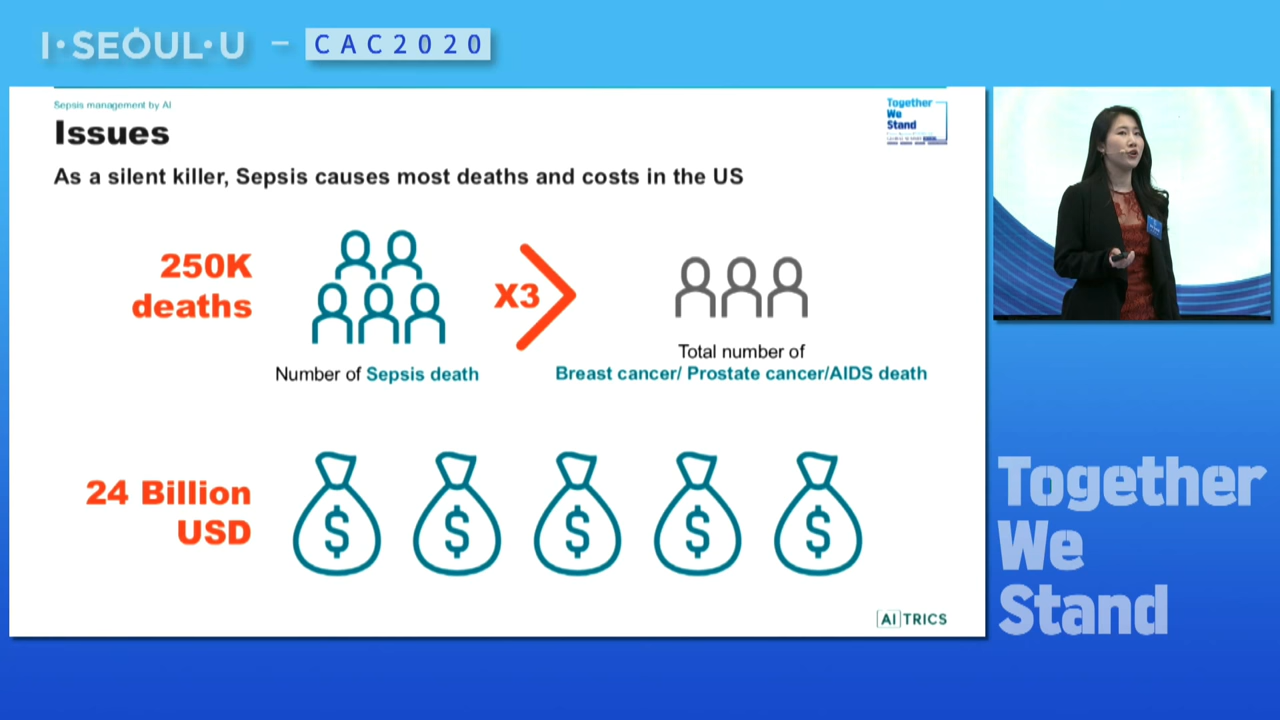 I·SEOUL·U – CAC2020
Sepsis management by AI
Issues
As a silent killer, Sepsis causes most deaths and costs in the US
Together
We
Stand
250K
deaths
X3
Number of Sepsis death
Total number of
Breast cancer/ Prostate cancer/AIDS death
24 Billion
USD
$ $ $ $ $
AITRICS
Together
We
Stand